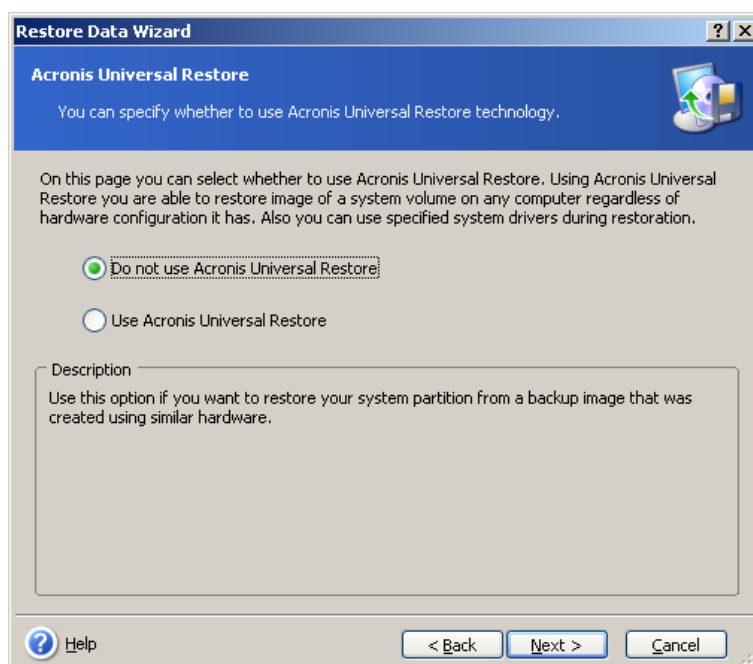 Restore Data Wizard
Acronis Universal Restore
You can specify whether to use Acronis Universal Restore technology.
On this page you can select whether to use Acronis Universal Restore. Using Acronis Universal
Restore you are able to restore image of a system volume on any computer regardless of
hardware configuration it has. Also you can use specified system drivers during restoration.
Do not use Acronis Universal Restore
Use Acronis Universal Restore
Description
Use this option if you want to restore your system partition from a backup image that was
created using similar hardware.
Help
< Back
Next >
Cancel